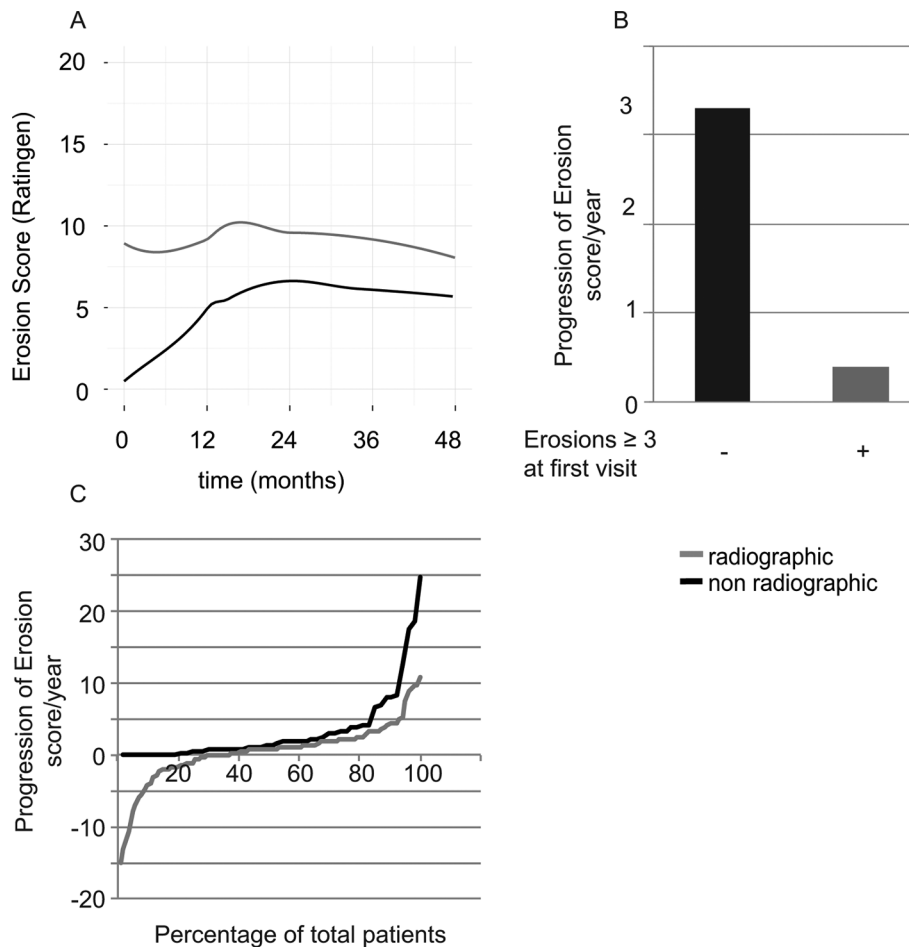 A
Erosion Score (Ratingen)
20
15
10
5
0
0 12 24 36 48
time (months)
B
Progression of Erosion
score/year
3
2
1
0
Erosions ≥ 3
at first visit
- +
C
Progression of Erosion
score/year
30
20
10
0
-10
-20
20 40 60 80 100
Percentage of total patients
radiographic
non radiographic